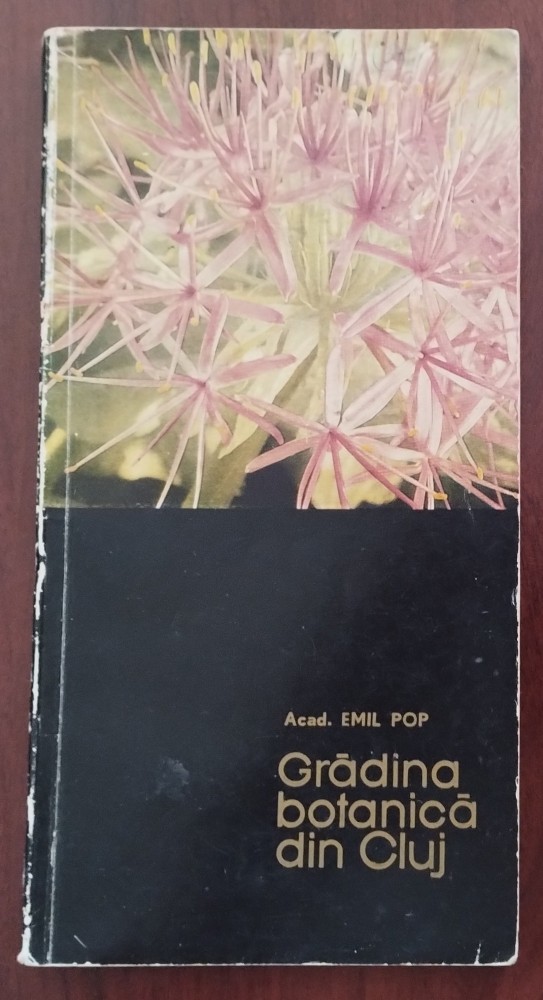 Acad. EMIL POP
Grădina
botanică
din Cluj